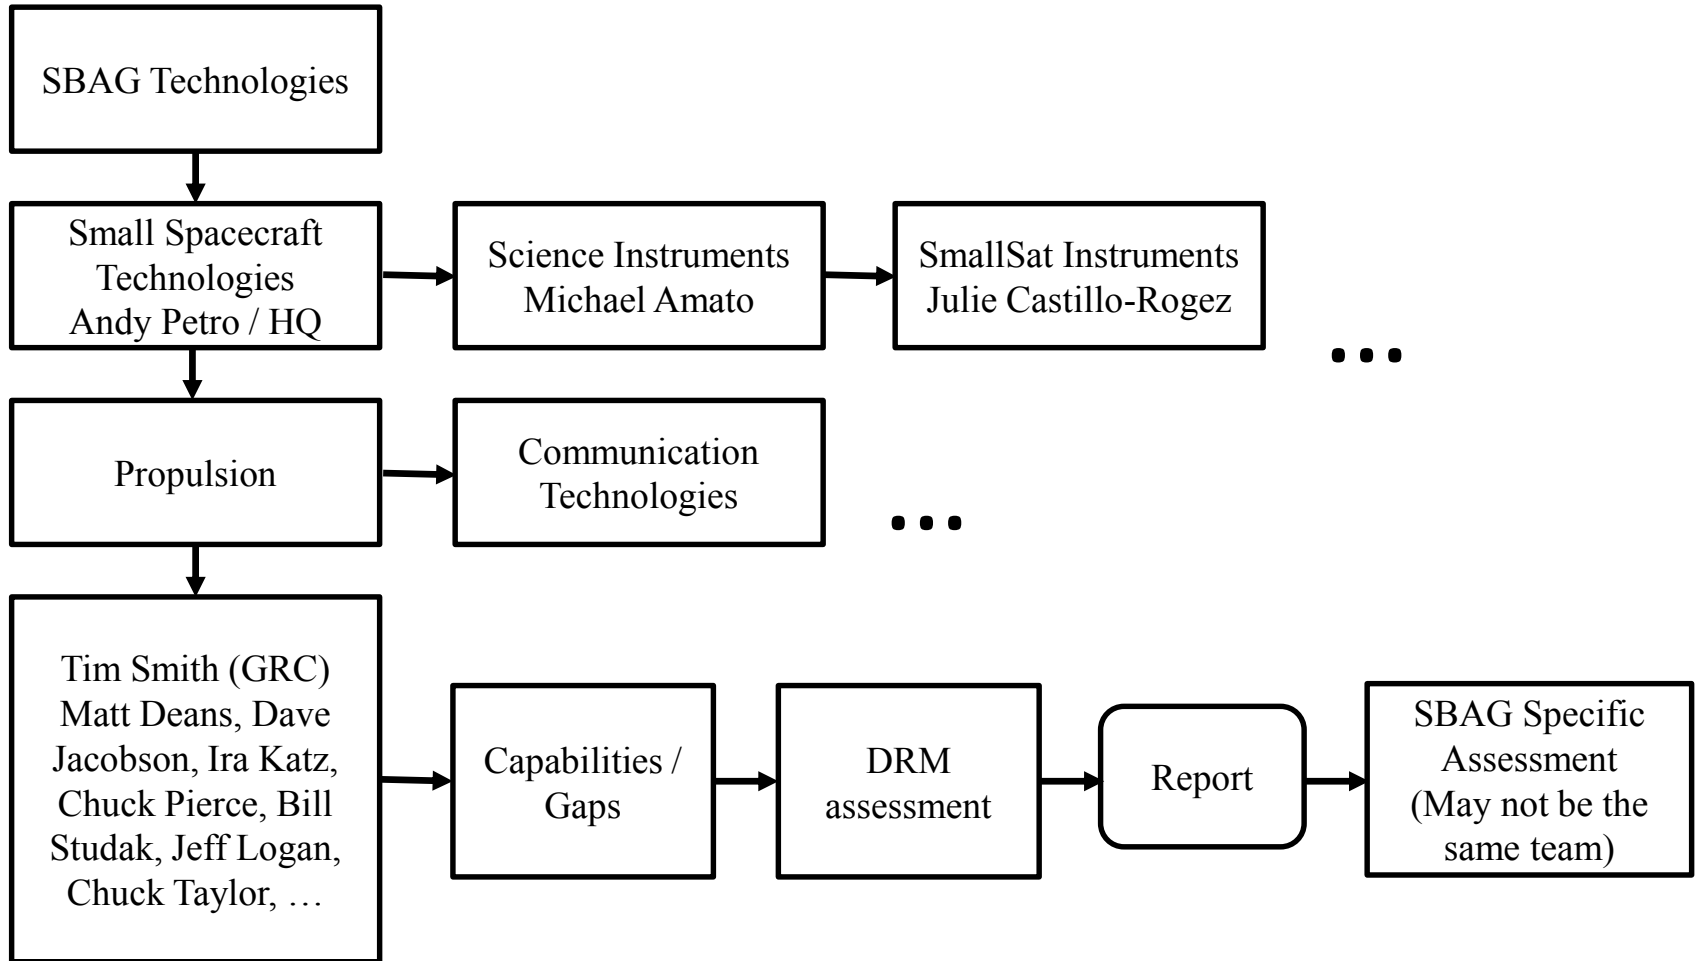 SBAG Technologies
Small Spacecraft
Technologies
Andy Petro / HQ
Science Instruments
Michael Amato
SmallSat Instruments
Julie Castillo-Rogez
...
Propulsion
Communication
Technologies
...
Tim Smith (GRC)
Matt Deans, Dave
Jacobson, Ira Katz,
Chuck Pierce, Bill
Studak, Jeff Logan,
Chuck Taylor, …
Capabilities /
Gaps
DRM
assessment
Report
SBAG Specific
Assessment
(May not be the
same team)